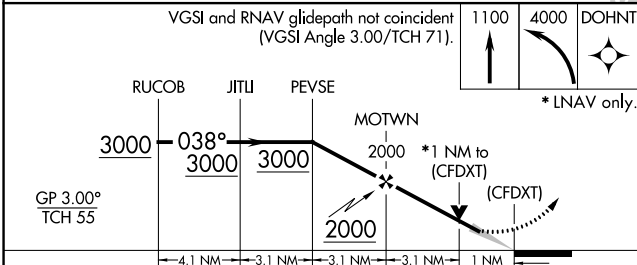 VGSI and RNAV glidepath not coincident
(VGSI Angle 3.00/TCH 71).
1100
4000
DOHNT
* LNAV only.
RUCOB
JITLI
PEVSE
MOTWN
2000
*1 NM to
(CFDXT)
(CFDXT)
3000
038°
3000
3000
GP 3.00°
TCH 55
2000
4.1 NM
3.1 NM
3.1 NM
3.1 NM
1 NM